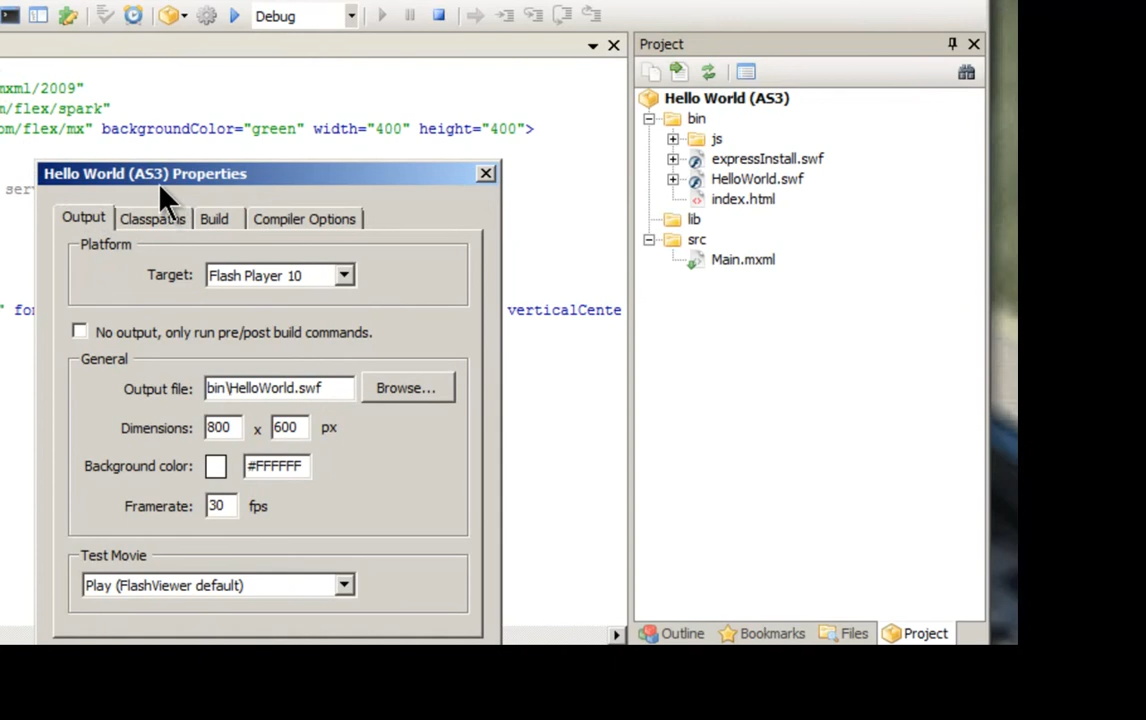 Debug
Project
mxml/2009"
m/flex/spark"
om/flex/mx" backgroundColor="green" width="400" height="400">
Hello World (AS3)
bin
js
expressInstall.swf
HelloWorld.swf
index.html
lib
src
Main.mxml
Hello World (AS3) Properties
ser
Output
Classpaths
Build
Compiler Options
Platform
Target: Flash Player 10
" for
verticalCente
No output, only run pre/post build commands.
General
Output file: bin\HelloWorld.swf Browse...
Dimensions: 800 x 600 px
Background color: #FFFFFF
Framerate: 30 fps
Test Movie
Play (FlashViewer default)
Outline
Bookmarks
Files
Project